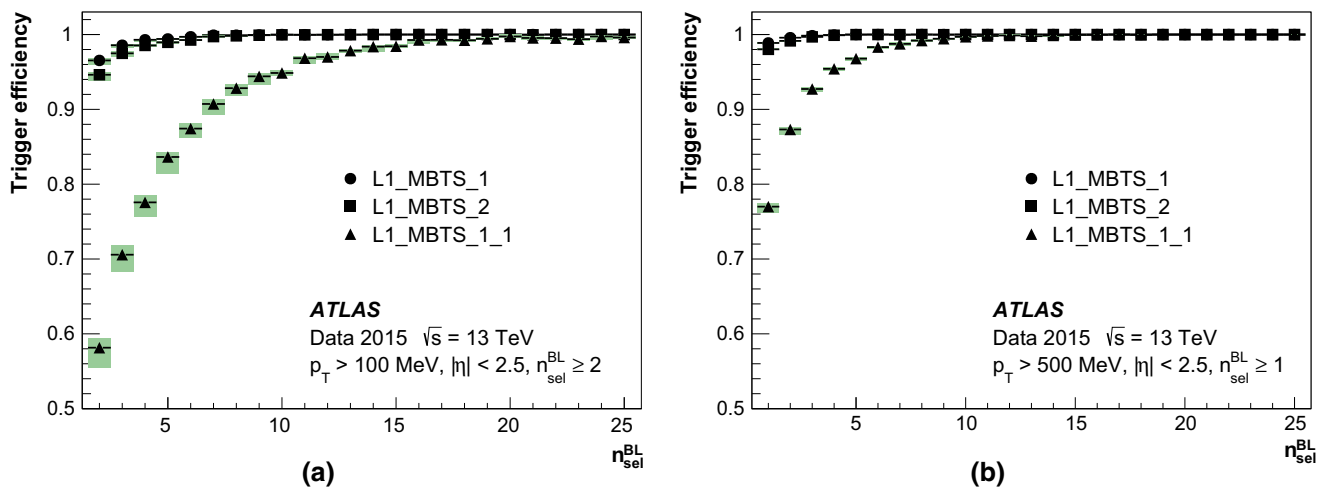 Trigger efficiency
1
0.9
0.8
0.7
0.6
0.5
L1_MBTS_1
L1_MBTS_2
L1_MBTS_1_1
ATLAS
Data 2015 √s = 13 TeV
p_T > 100 MeV, |η| < 2.5, n^BL_sel ≥ 2
5 10 15 20 25
n^BL_sel
(a)
Trigger efficiency
1
0.9
0.8
0.7
0.6
0.5
L1_MBTS_1
L1_MBTS_2
L1_MBTS_1_1
ATLAS
Data 2015 √s = 13 TeV
p_T > 500 MeV, |η| < 2.5, n^BL_sel ≥ 1
5 10 15 20 25
n^BL_sel
(b)